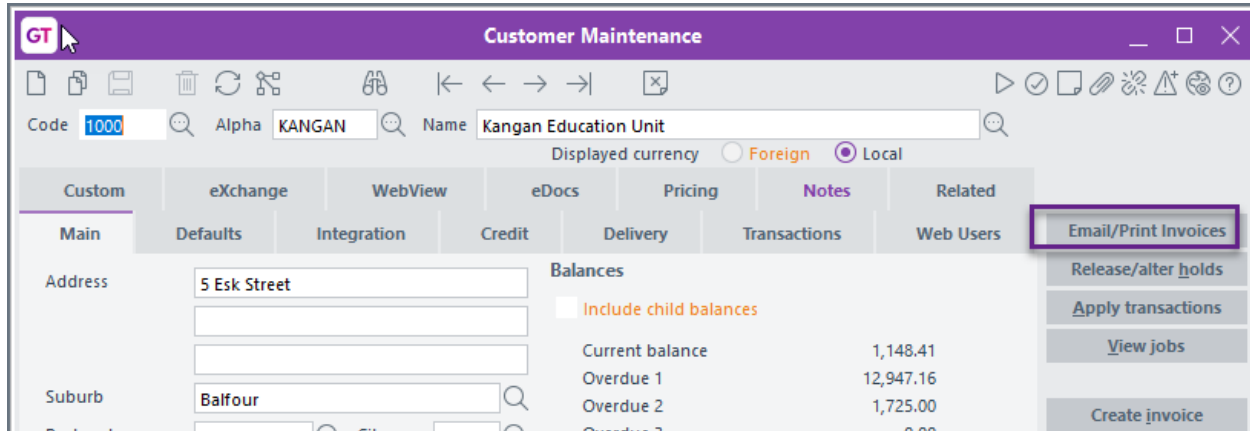 GT Customer Maintenance
Code 1000 Alpha KANGAN Name Kangan Education Unit
Displayed currency Foreign Local
Custom eXchange WebView eDocs Pricing Notes Related
Main Defaults Integration Credit Delivery Transactions Web Users
Email/Print Invoices
Release/alter holds
Apply transactions
View jobs
Create invoice
Address 5 Esk Street
Suburb Balfour
Balances
Include child balances
Current balance 1,148.41
Overdue 1 12,947.16
Overdue 2 1,725.00